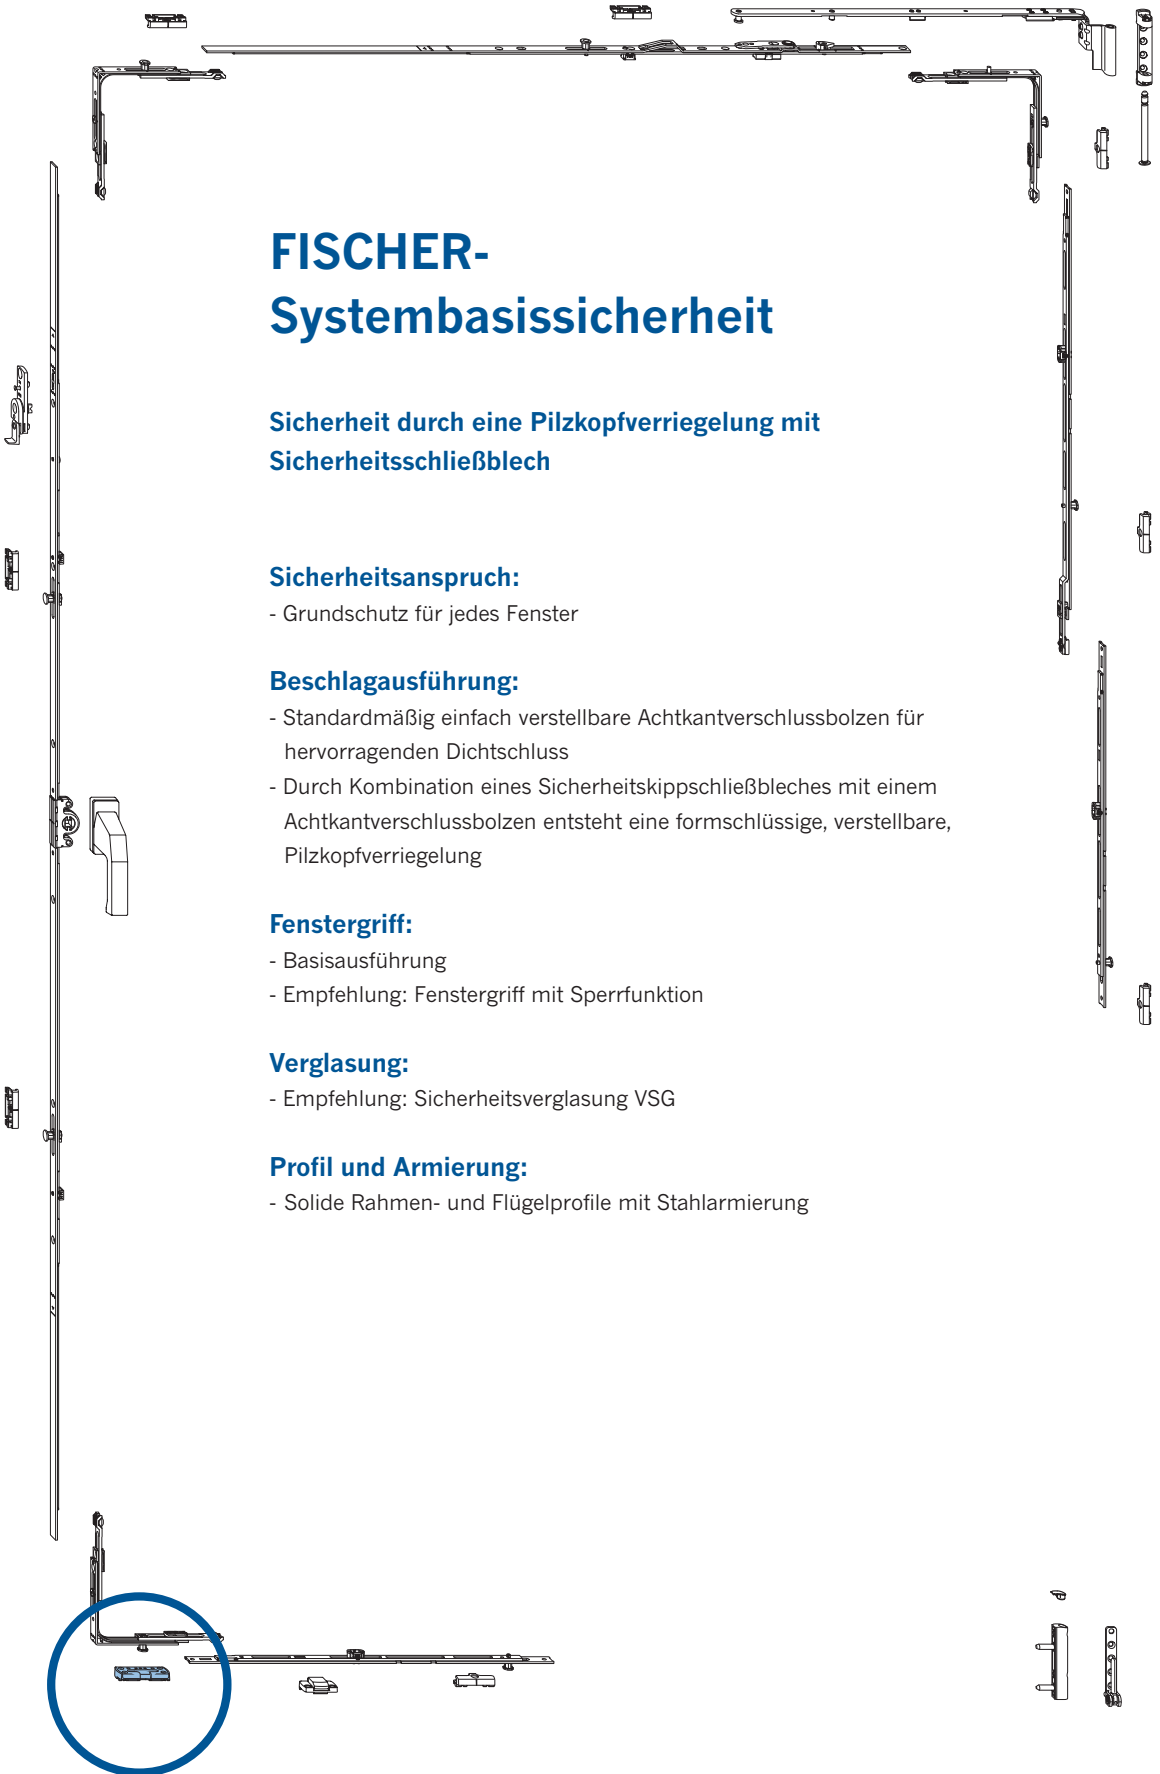 FISCHER-
Systembasissicherheit
Sicherheit durch eine Pilzkopfverriegelung mit
Sicherheitsschließblech
Sicherheitsanspruch:
- Grundschutz für jedes Fenster
Beschlagausführung:
- Standardmäßig einfach verstellbare Achtkantverschlussbolzen für
hervorragenden Dichtschluss
- Durch Kombination eines Sicherheitskippschließbleches mit einem
Achtkantverschlussbolzen entsteht eine formschlüssige, verstellbare,
Pilzkopfverriegelung
Fenstergriff:
- Basisausführung
- Empfehlung: Fenstergriff mit Sperrfunktion
Verglasung:
- Empfehlung: Sicherheitsverglasung VSG
Profil und Armierung:
- Solide Rahmen- und Flügelprofile mit Stahlarmierung